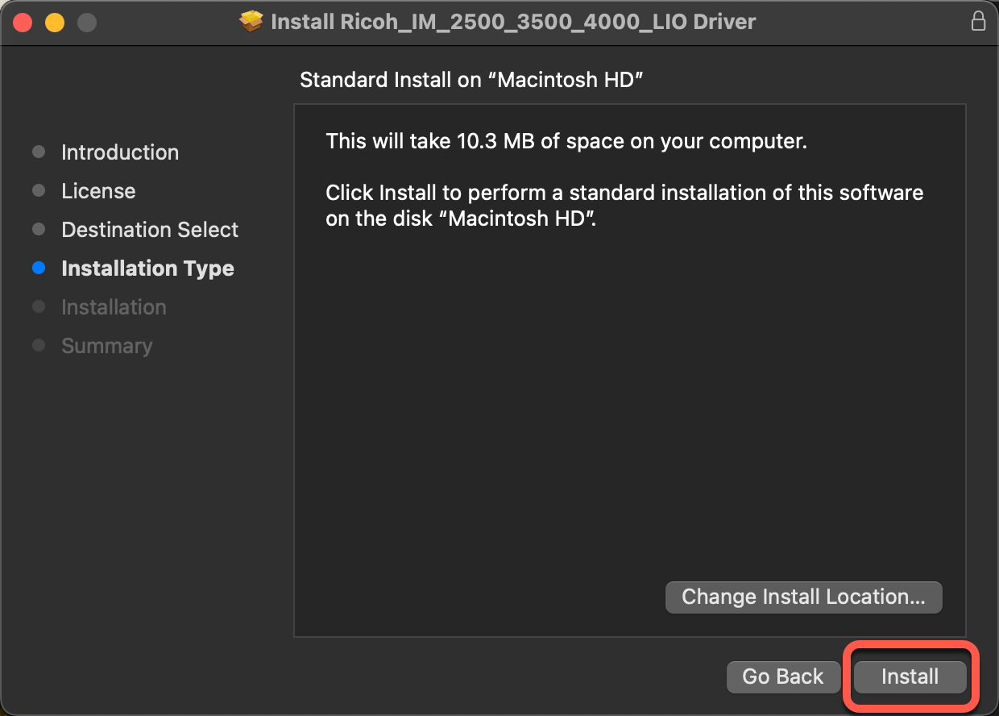 Install Ricoh_IM_2500_3500_4000_LIO Driver
Standard Install on “Macintosh HD”
Introduction
License
Destination Select
Installation Type
Installation
Summary
This will take 10.3 MB of space on your computer.
Click Install to perform a standard installation of this software
on the disk “Macintosh HD”.
Change Install Location...
Go Back
Install